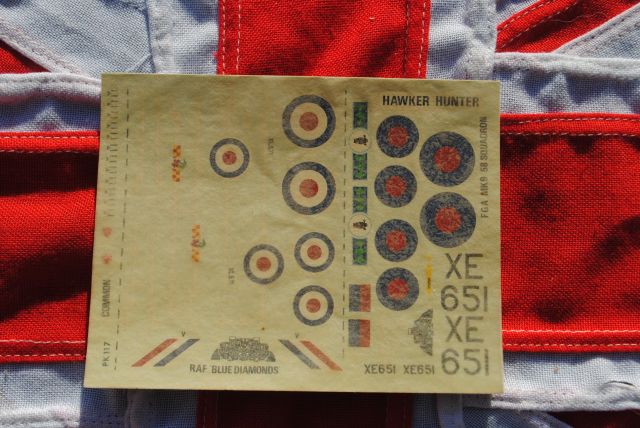 HAWKER HUNTER
FGA MK9 58 SQUADRON
XE
651
XE
651
XE651 XE651
RAF BLUE DIAMONDS
V
V
COMMON
PK 117